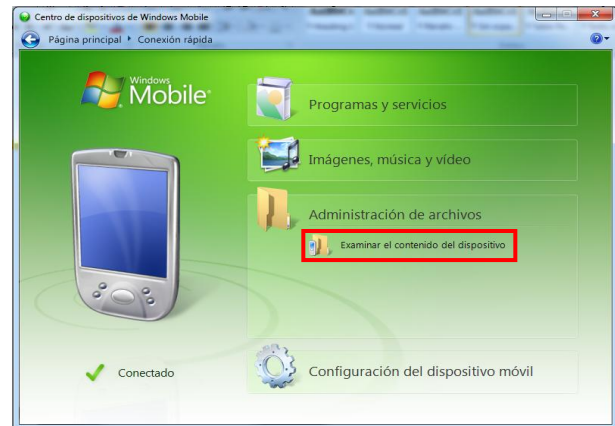 Centro de dispositivos de Windows Mobile
Página principal Conexión rápida
Windows
Mobile
Programas y servicios
Imágenes, música y vídeo
Administración de archivos
Examinar el contenido del dispositivo
Conectado
Configuración del dispositivo móvil